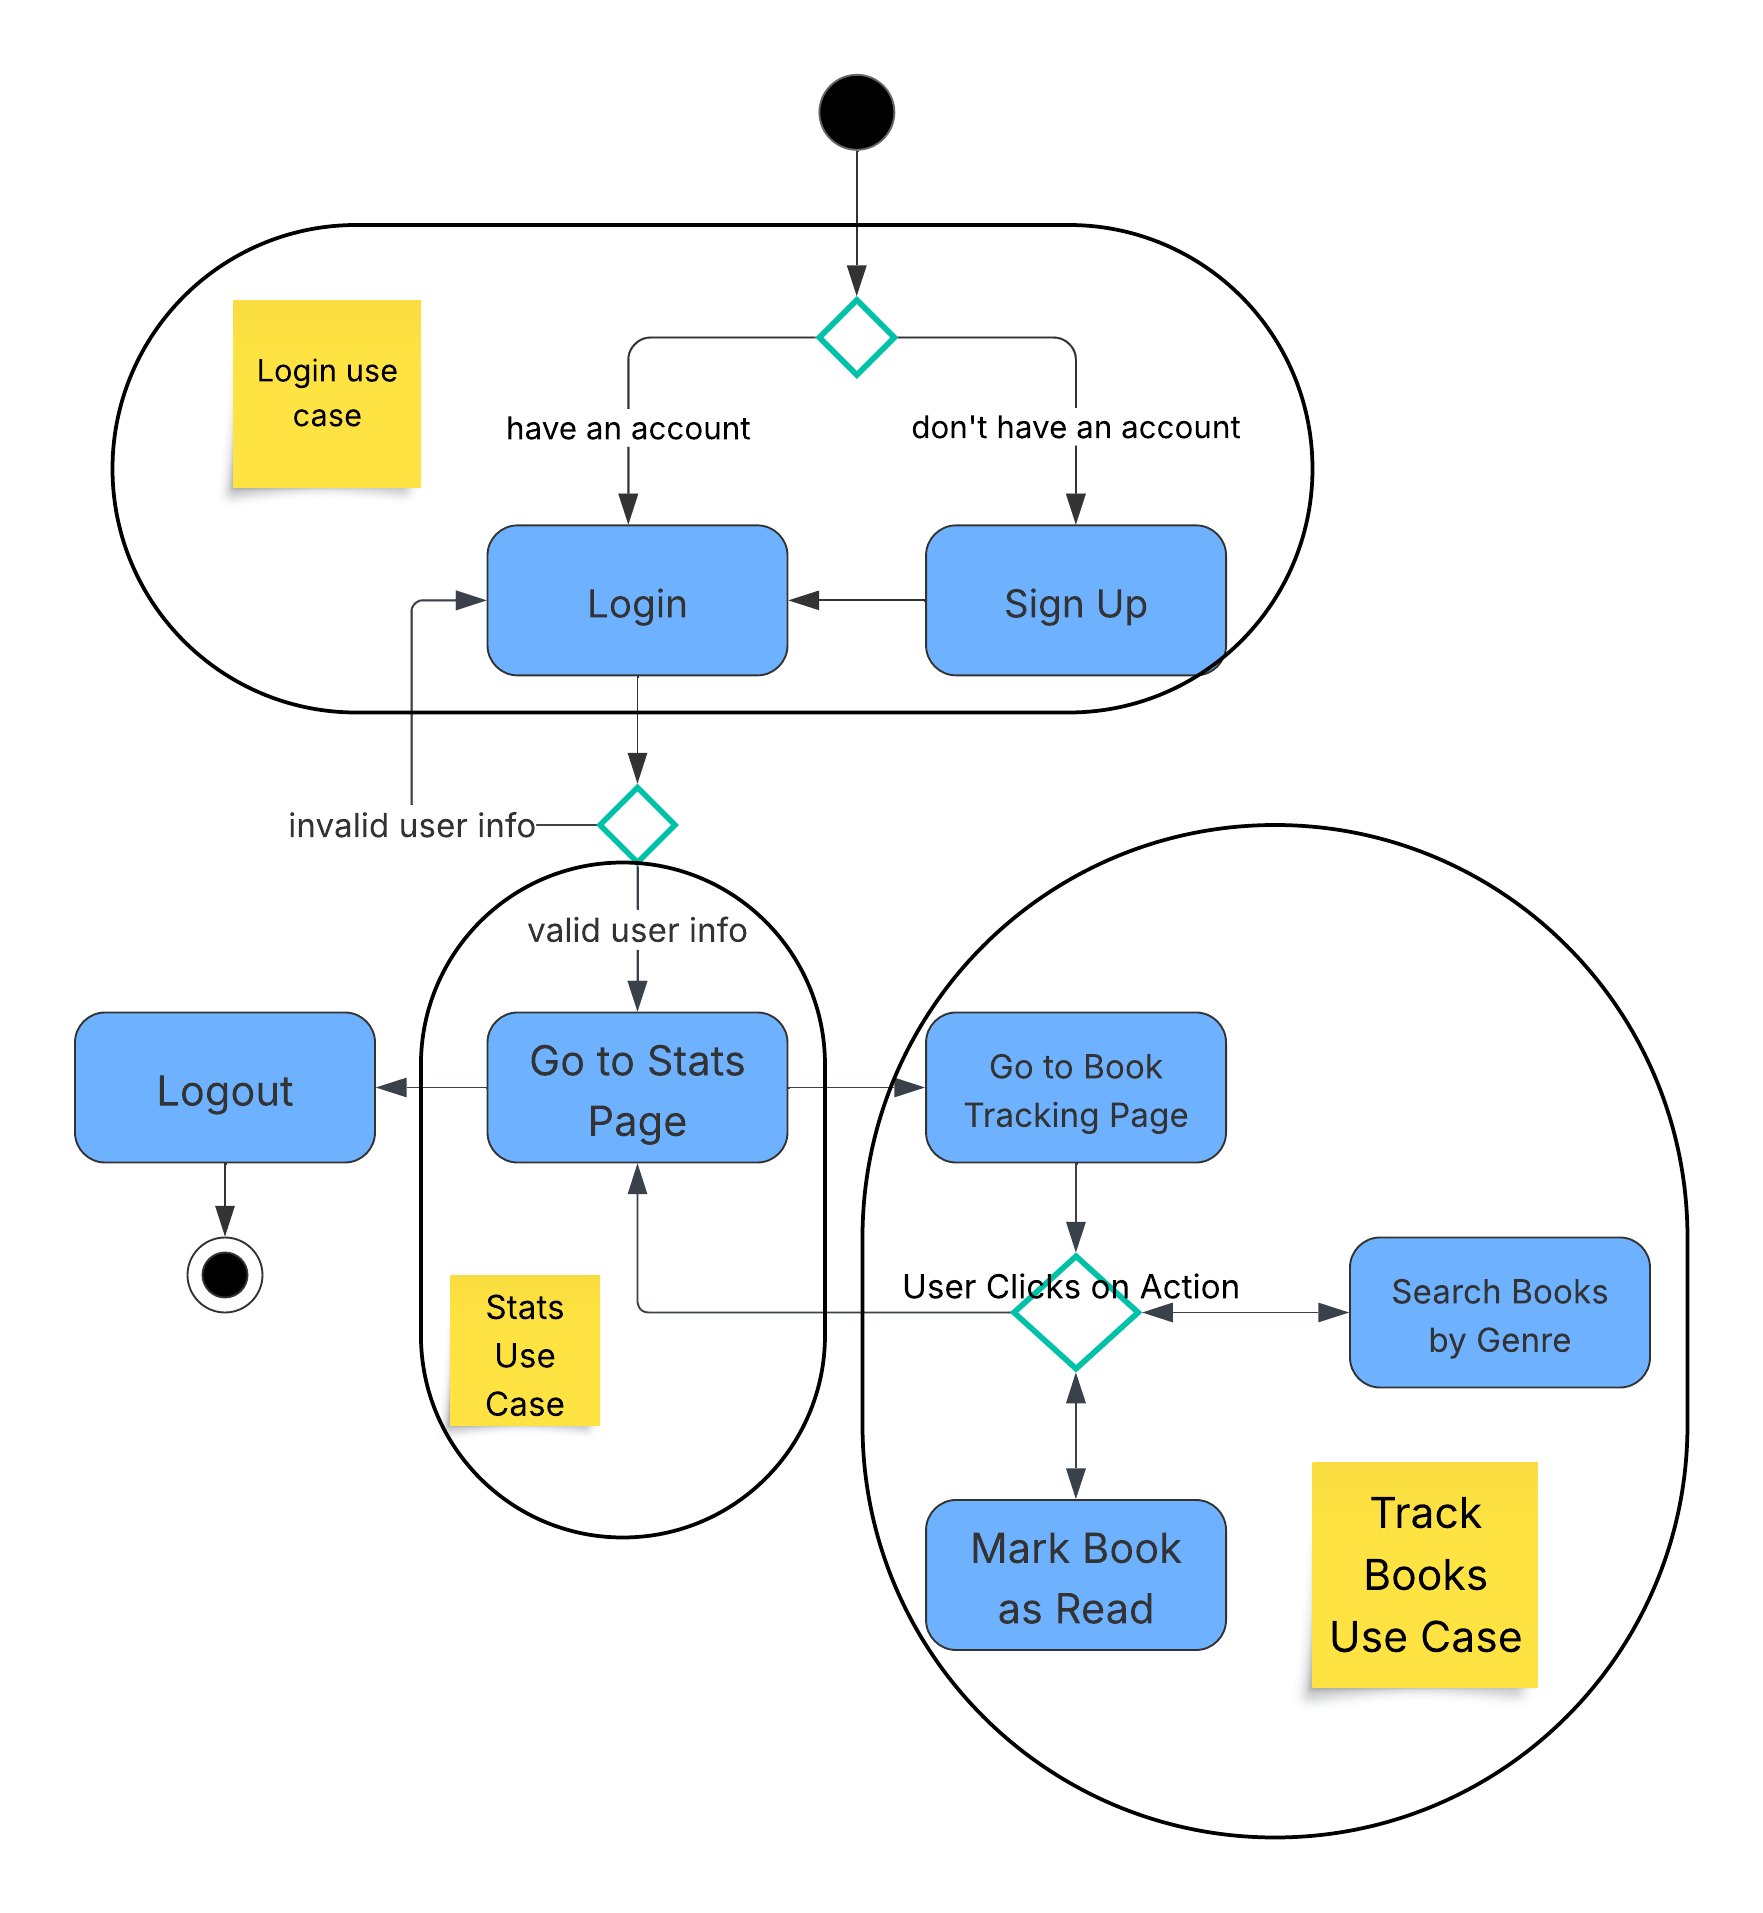 Login use
case
have an account
don't have an account
Login
Sign Up
invalid user info
valid user info
Logout
Go to Stats
Page
Go to Book
Tracking Page
User Clicks on Action
Search Books
by Genre
Stats
Use
Case
Mark Book
as Read
Track
Books
Use Case